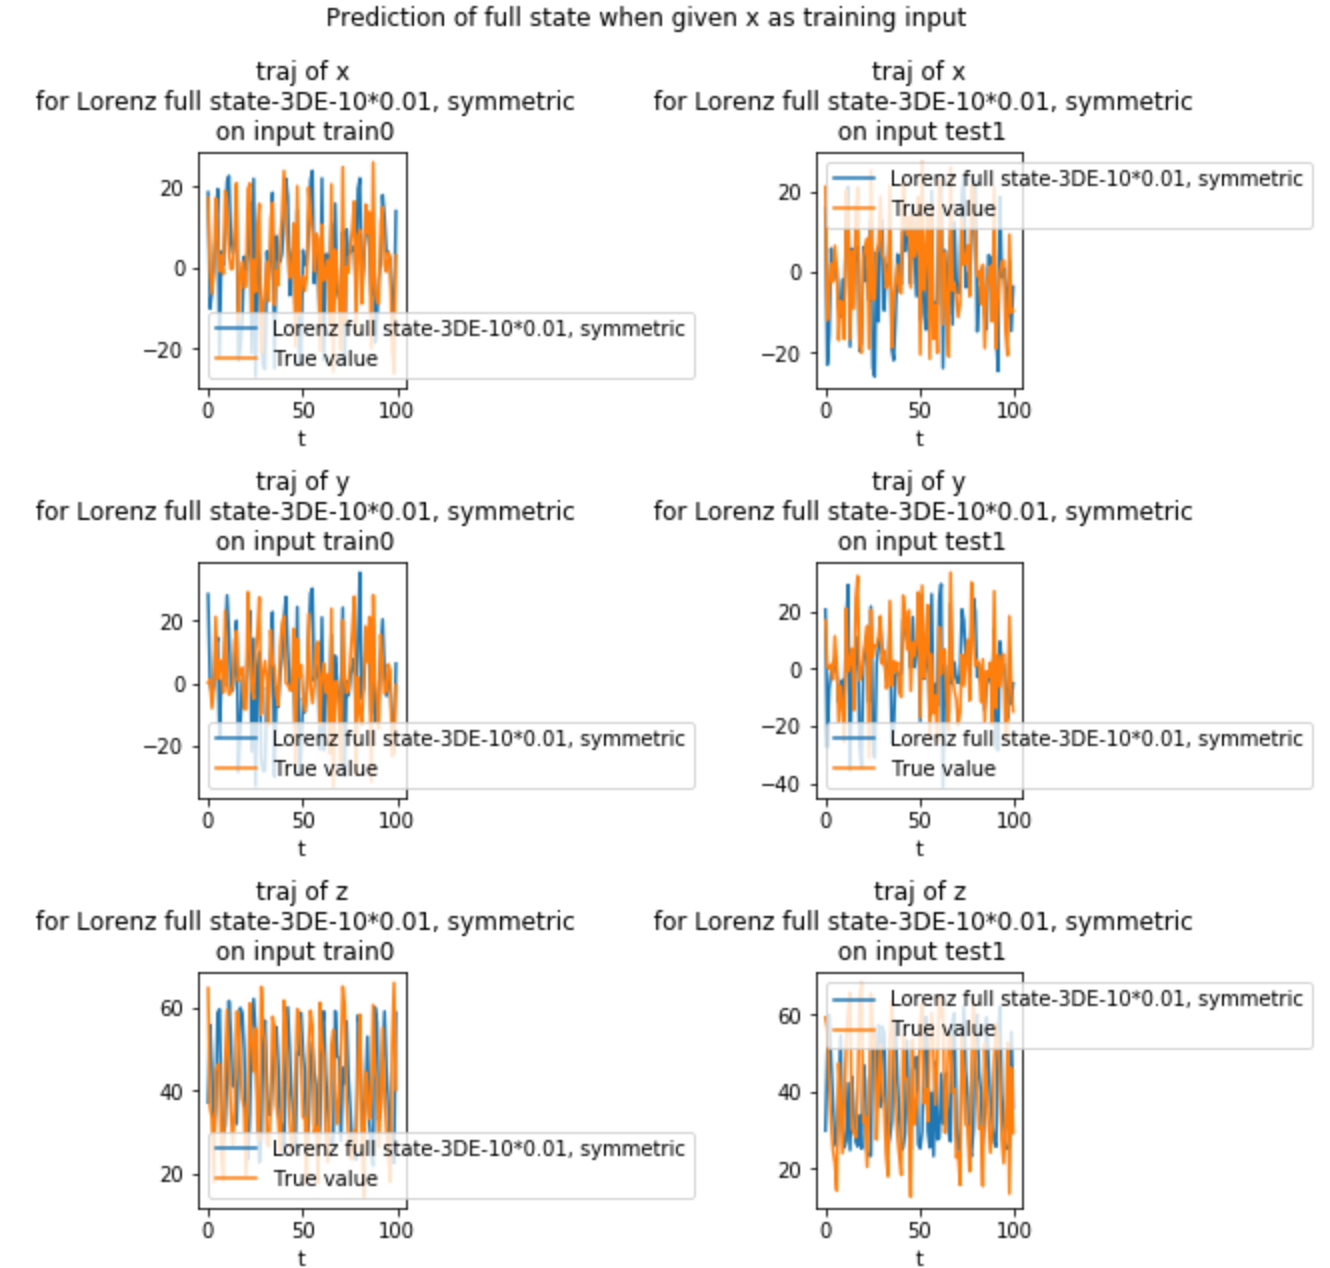 Prediction of full state when given x as training input
traj of x
for Lorenz full state-3DE-10*0.01, symmetric
on input train0
20
0
−20
Lorenz full state-3DE-10*0.01, symmetric
True value
0
50
100
t
traj of x
for Lorenz full state-3DE-10*0.01, symmetric
on input test1
20
0
−20
Lorenz full state-3DE-10*0.01, symmetric
True value
0
50
100
t
traj of y
for Lorenz full state-3DE-10*0.01, symmetric
on input train0
20
0
−20
Lorenz full state-3DE-10*0.01, symmetric
True value
0
50
100
t
traj of y
for Lorenz full state-3DE-10*0.01, symmetric
on input test1
20
0
−20
−40
Lorenz full state-3DE-10*0.01, symmetric
True value
0
50
100
t
traj of z
for Lorenz full state-3DE-10*0.01, symmetric
on input train0
60
40
20
Lorenz full state-3DE-10*0.01, symmetric
True value
0
50
100
t
traj of z
for Lorenz full state-3DE-10*0.01, symmetric
on input test1
60
40
20
Lorenz full state-3DE-10*0.01, symmetric
True value
0
50
100
t